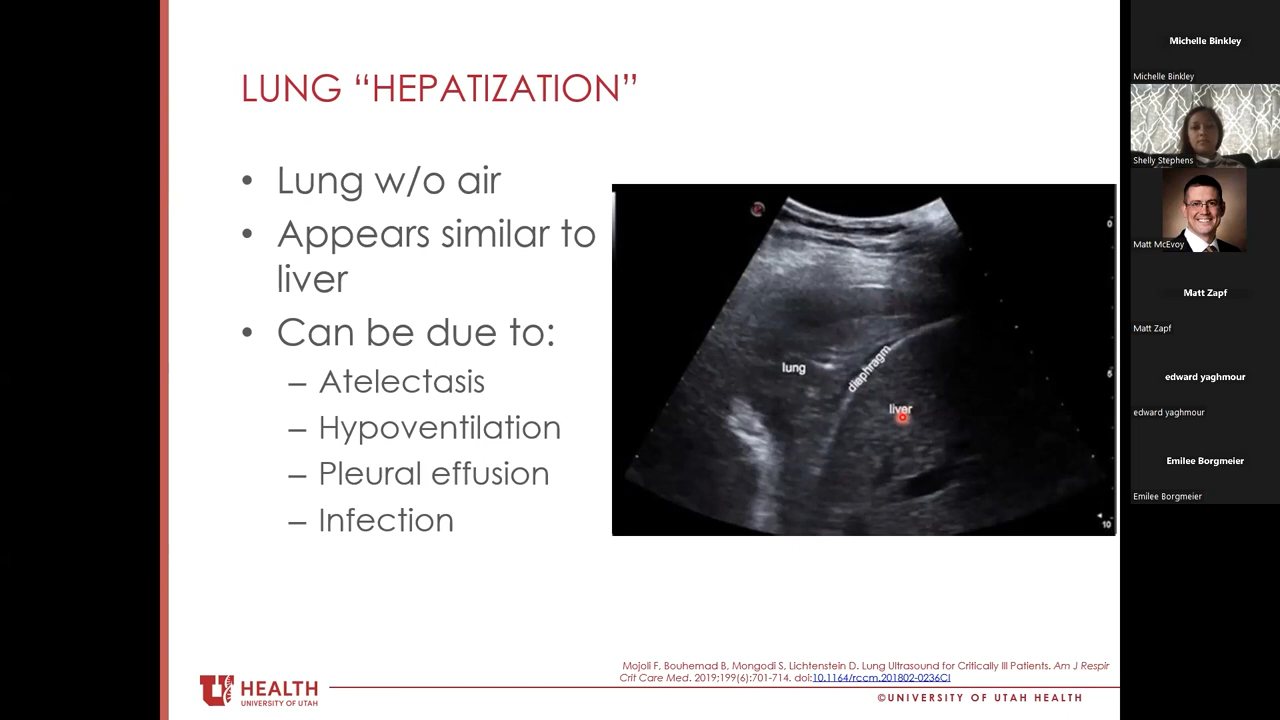 LUNG “HEPATIZATION”
• Lung w/o air
• Appears similar to
liver
• Can be due to:
– Atelectasis
– Hypoventilation
– Pleural effusion
– Infection
lung
diaphragm
liver
0
5
10
Mojoli F, Bouhemad B, Mongodi S, Lichtenstein D. Lung Ultrasound for Critically Ill Patients. Am J Respir
Crit Care Med. 2019;199(6):701-714. doi:10.1164/rccm.201802-0236CI
U HEALTH
UNIVERSITY OF UTAH
©UNIVERSITY OF UTAH HEALTH
Michelle Binkley
Michelle Binkley
Shelly Stephens
Matt McEvoy
Matt Zapf
Matt Zapf
edward yaghmour
edward yaghmour
Emilee Borgmeier
Emilee Borgmeier